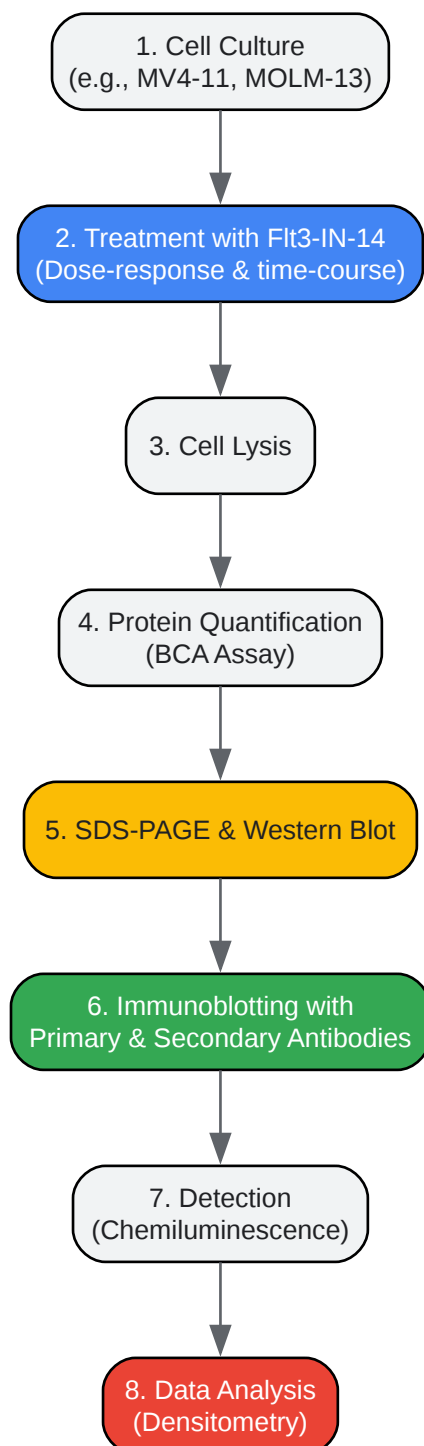 1. Cell Culture
(e.g., MV4-11, MOLM-13)
2. Treatment with Flt3-IN-14
(Dose-response & time-course)
3. Cell Lysis
4. Protein Quantification
(BCA Assay)
5. SDS-PAGE & Western Blot
6. Immunoblotting with
Primary & Secondary Antibodies
7. Detection
(Chemiluminescence)
8. Data Analysis
(Densitometry)